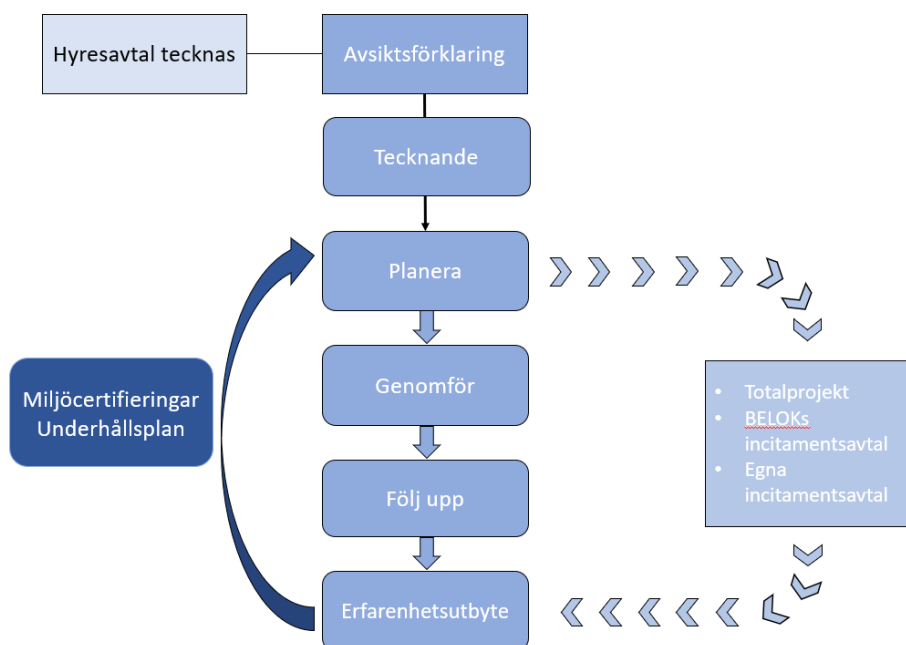 Hyresavtal tecknas
Avsiktsförklaring
Tecknande
Planera
Genomför
Följ upp
Erfarenhetsutbyte
Miljöcertifieringar
Underhållsplan
• Totalprojekt
• BELOKs
incitamentsavtal
• Egna
incitamentsavtal